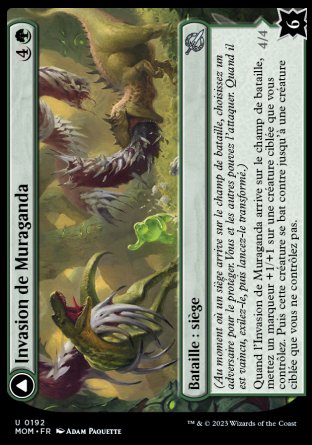 Invasion de Muraganda
4
Bataille : siège
(Au moment où un siège arrive sur le champ de bataille, choisissez un
adversaire pour le protéger. Vous et les autres pouvez l'attaquer. Quand il
est vaincu, exilez-le, puis lancez-le transformé.)
Quand l'Invasion de Muraganda arrive sur le champ de bataille,
mettez un marqueur +1/+1 sur une créature ciblée que vous
contrôlez. Puis cette créature se bat contre jusqu'à une créature
ciblée que vous ne contrôlez pas.
4/4
6
U 0192
MOM • FR Adam Paquette
™ & © 2023 Wizards of the Coast